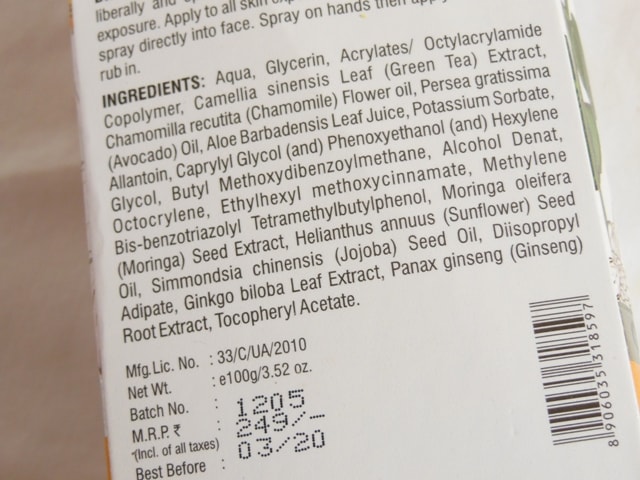 liberally and
exposure. Apply to all skin
spray directly into face. Spray on hands then
rub in.
INGREDIENTS: Aqua, Glycerin, Acrylates/ Octylacrylamide
Copolymer, Camellia sinensis Leaf (Green Tea) Extract,
Chamomilla recutita (Chamomile) Flower oil, Persea gratissima
(Avocado) Oil, Aloe Barbadensis Leaf Juice, Potassium Sorbate,
Allantoin, Caprylyl Glycol (and) Phenoxyethanol (and) Hexylene
Glycol, Butyl Methoxydibenzoylmethane, Alcohol Denat,
Octocrylene, Ethylhexyl methoxycinnamate, Methylene
Bis-benzotriazolyl Tetramethylbutylphenol, Moringa oleifera
(Moringa) Seed Extract, Helianthus annuus (Sunflower) Seed
Oil, Simmondsia chinensis (Jojoba) Seed Oil, Diisopropyl
Adipate, Ginkgo biloba Leaf Extract, Panax ginseng (Ginseng)
Root Extract, Tocopheryl Acetate.
Mfg.Lic. No. : 33/C/UA/2010
Net Wt. : e100g/3.52 oz.
Batch No. : 1205
M.R.P. ₹ : 249/-
(Incl. of all taxes)
Best Before : 03/20
8 906035 318597